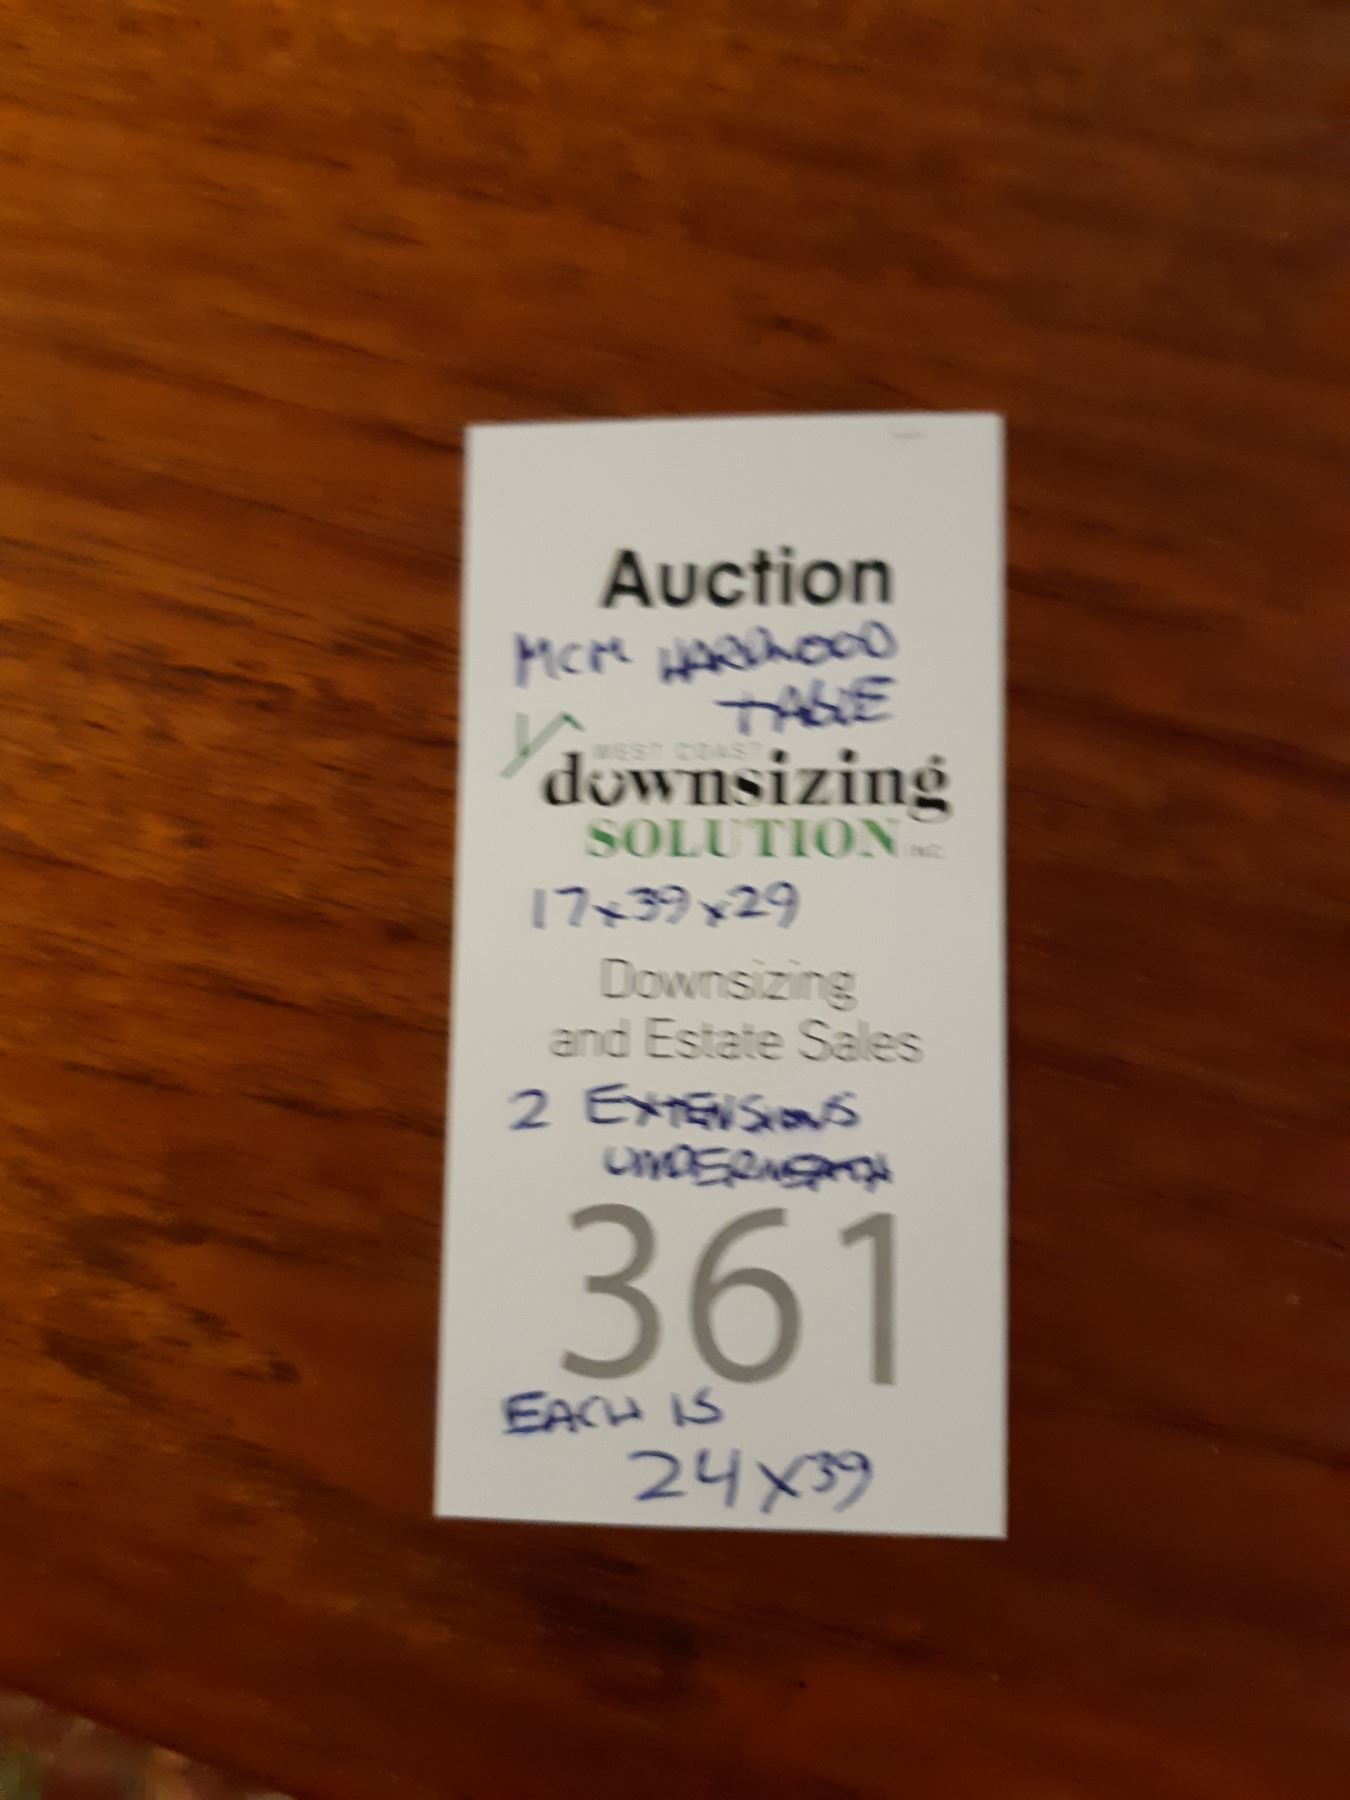 Auction
MCM HARDWOOD
TABLE
WEST COAST
downsizing
SOLUTION INC.
17x39x29
Downsizing
and Estate Sales
2 EXTENSIONS
UNDERNEATH
361
EACH IS
24x39